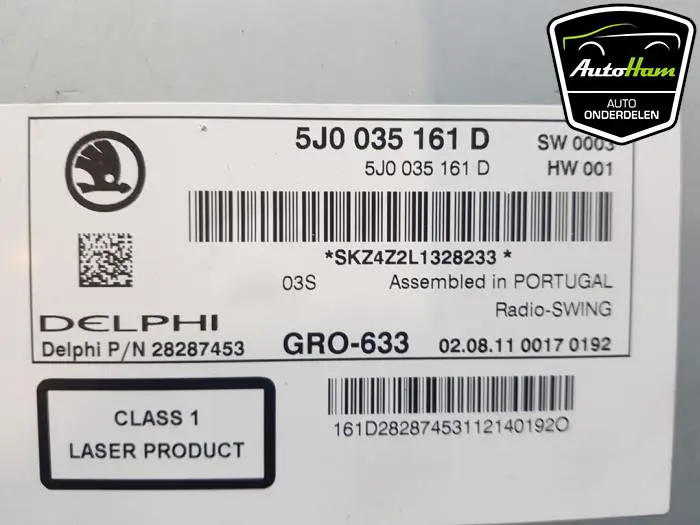 AutoHam
AUTO
ONDERDELEN
5J0 035 161 D
SW 0003
5J0 035 161 D
HW 001
*SKZ4Z2L1328233*
03S
Assembled in PORTUGAL
Radio-SWING
DELPHI
Delphi P/N 28287453
GRO-633
02.08.11 0017 0192
CLASS 1
LASER PRODUCT
161D28287453112140192O